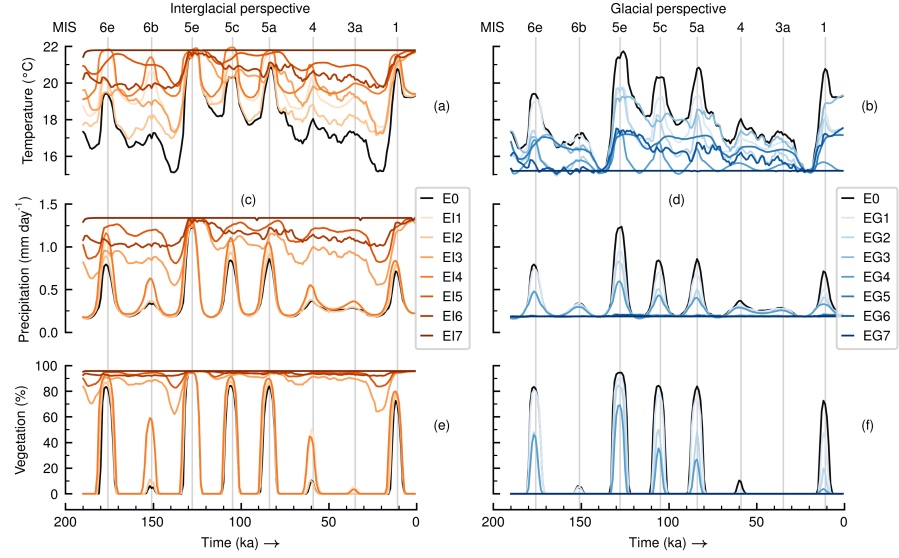 Interglacial perspective
Glacial perspective
MIS 6e 6b 5e 5c 5a 4 3a 1
MIS 6e 6b 5e 5c 5a 4 3a 1
22
20
18
16
Temperature (°C)
(a)
(b)
1.5
1.0
0.5
0.0
Precipitation (mm day⁻¹)
(c)
(d)
E0
EI1
EI2
EI3
EI4
EI5
EI6
EI7
E0
EG1
EG2
EG3
EG4
EG5
EG6
EG7
100
80
60
40
20
0
Vegetation (%)
(e)
(f)
200 150 100 50 0
200 150 100 50 0
Time (ka) →
Time (ka) →